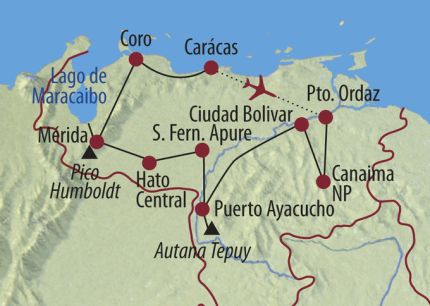 Coro
Carácas
Lago de
Maracaibo
Ciudad Bolivar
Pto. Ordaz
Mérida
S. Fern. Apure
Pico
Humboldt
Hato
Central
Canaima
NP
Puerto Ayacucho
Autana Tepuy